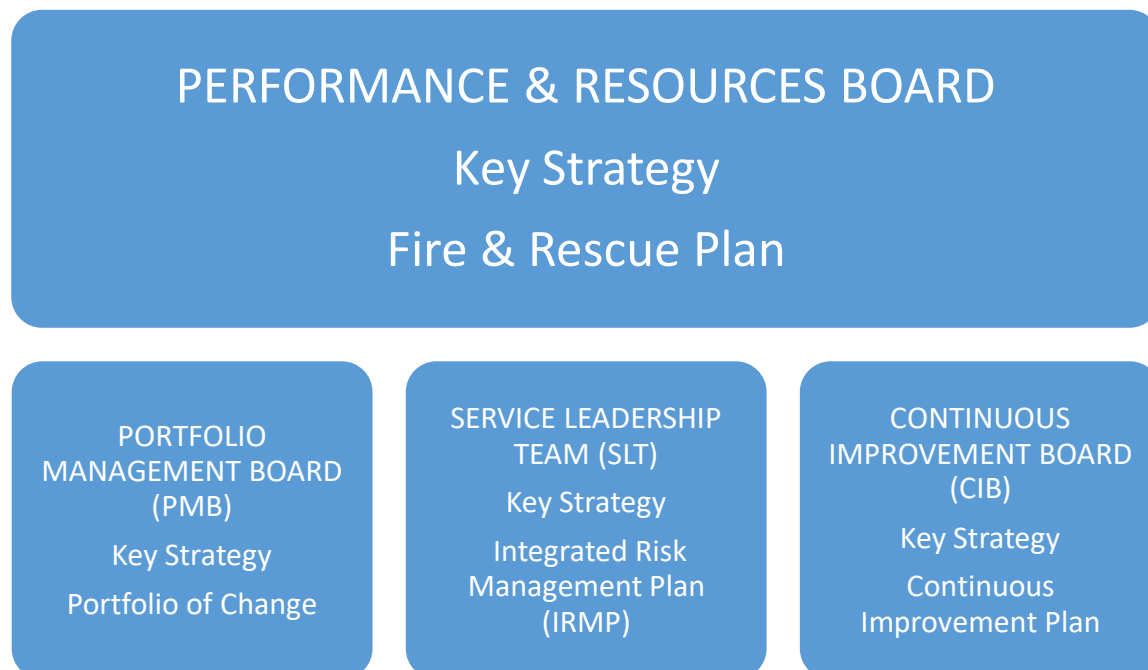 PERFORMANCE & RESOURCES BOARD
Key Strategy
Fire & Rescue Plan
PORTFOLIO
MANAGEMENT BOARD
(PMB)
Key Strategy
Portfolio of Change
SERVICE LEADERSHIP
TEAM (SLT)
Key Strategy
Integrated Risk
Management Plan
(IRMP)
CONTINUOUS
IMPROVEMENT BOARD
(CIB)
Key Strategy
Continuous
Improvement Plan